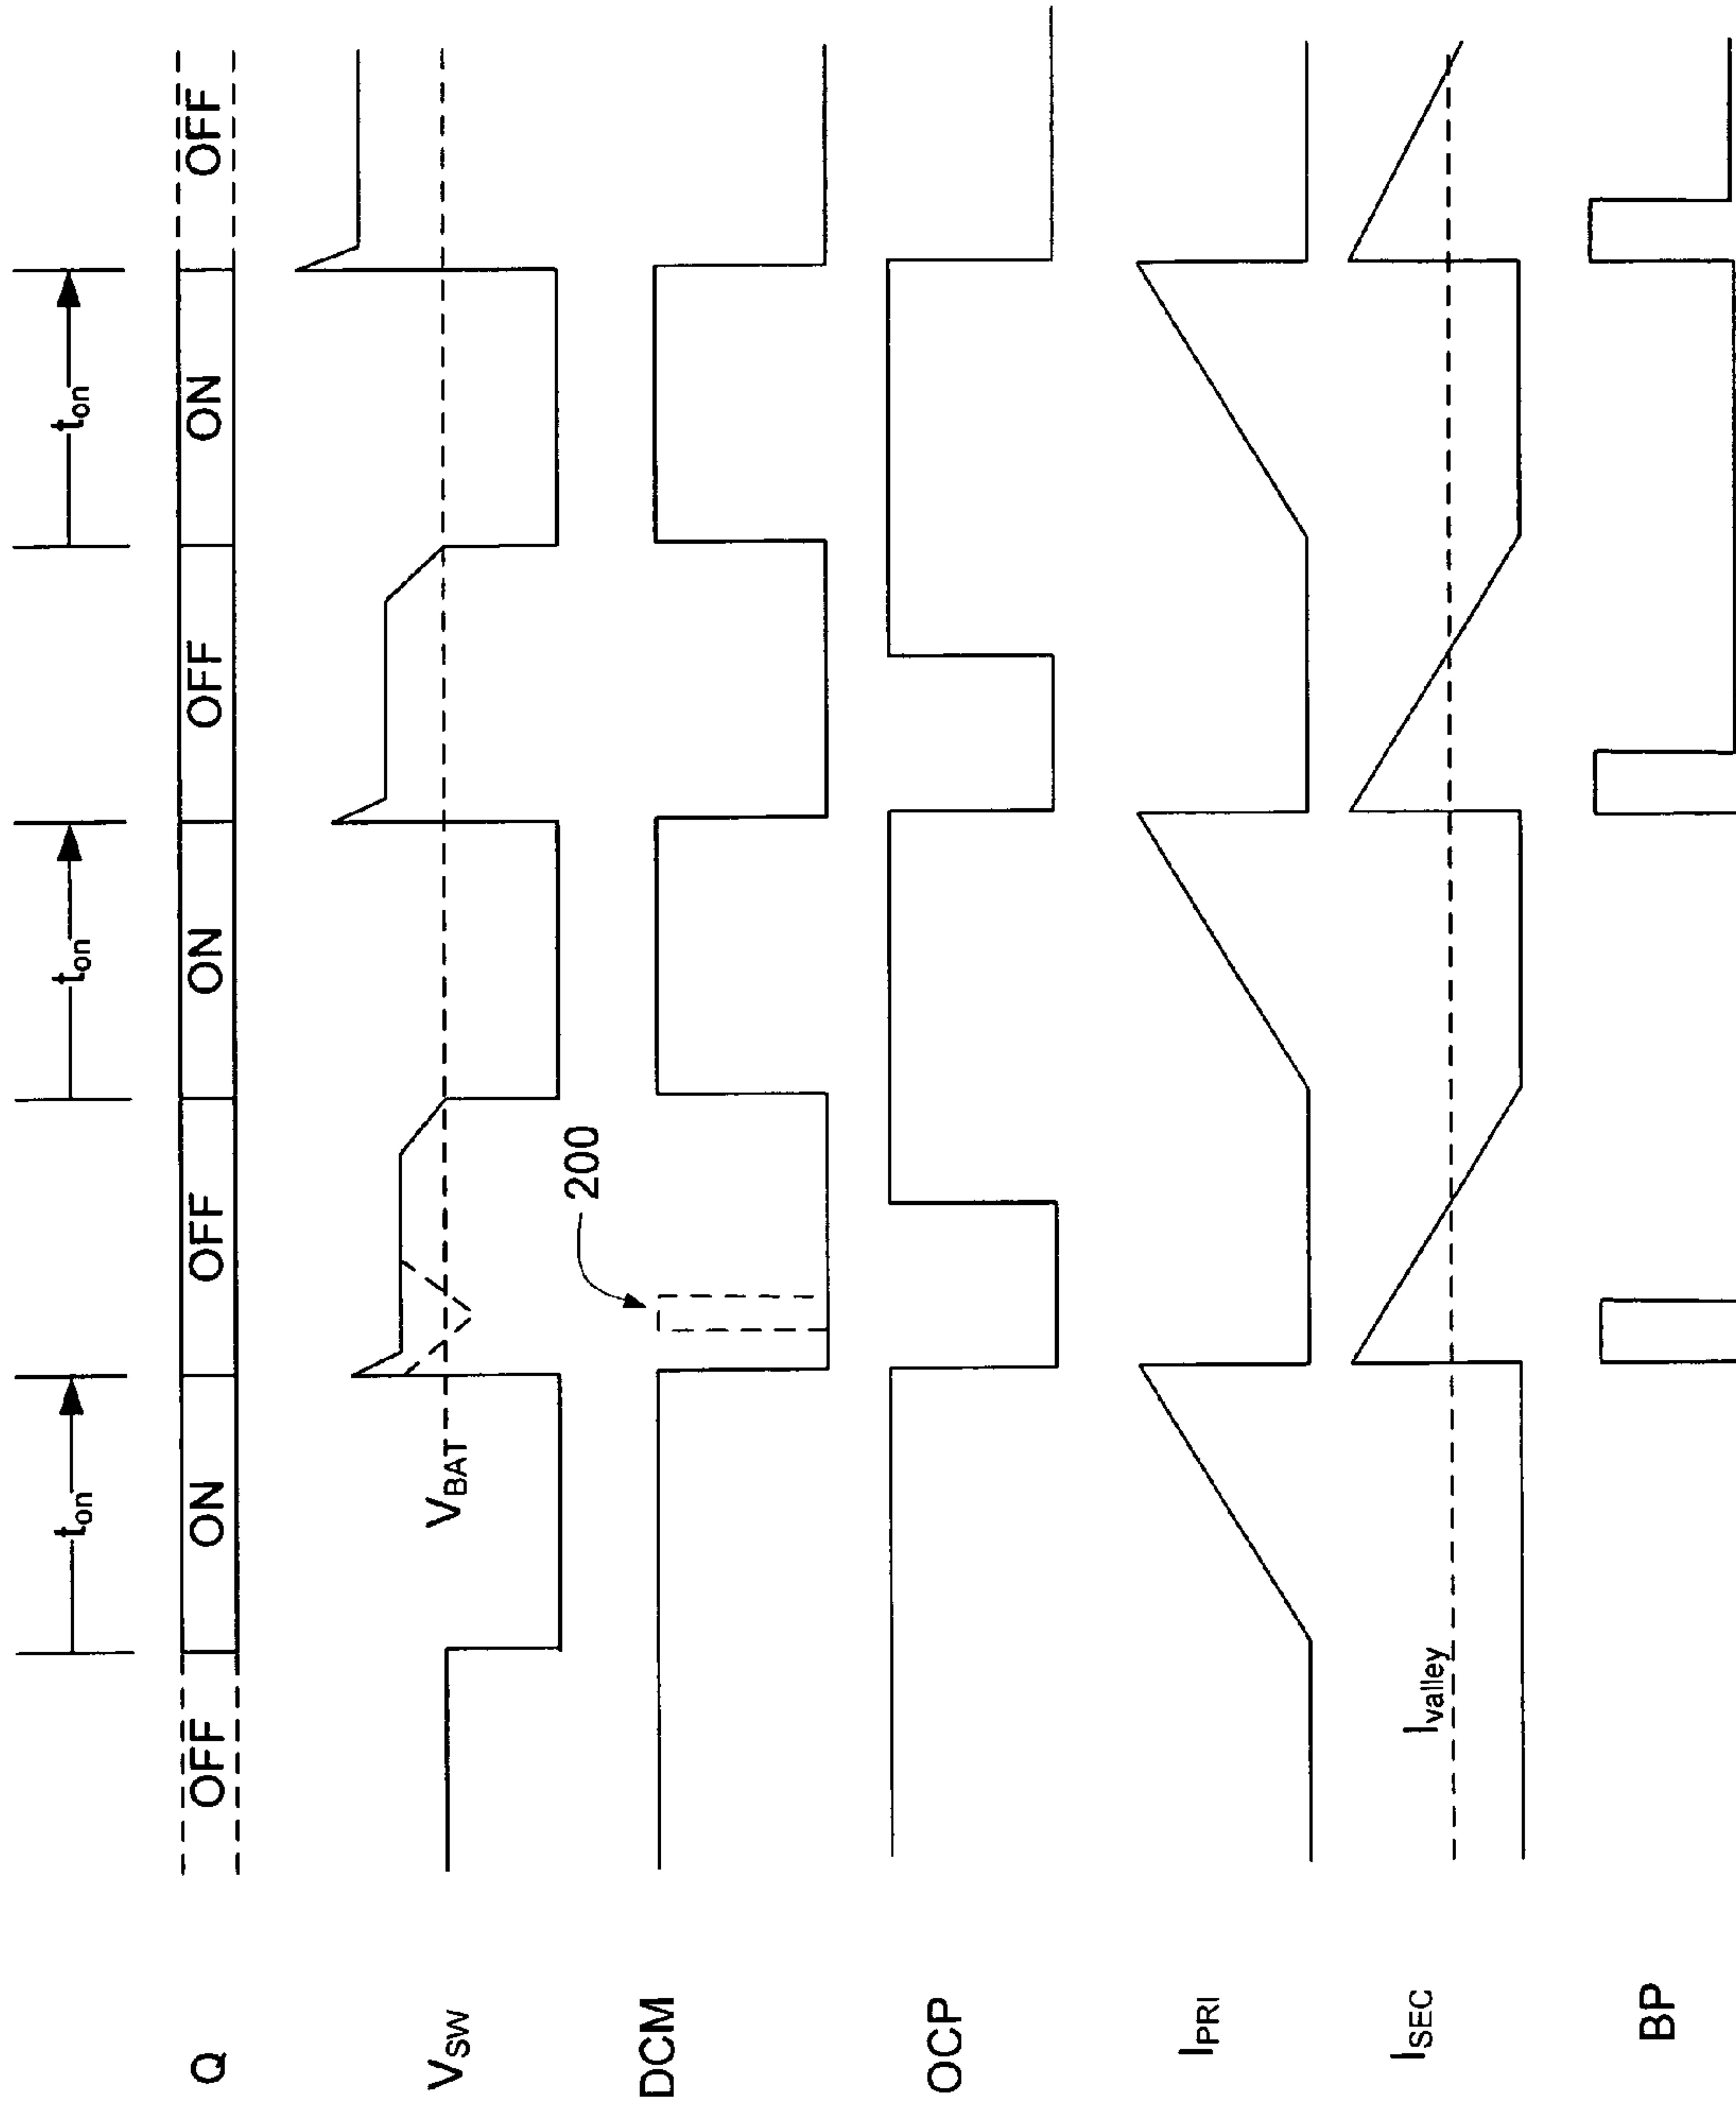 t_on t_on t_on
Q OFF ON OFF ON OFF ON OFF
V_SW V_BAT
200
DCM
OCP
I_PRI
I_valley
I_SEC
BP